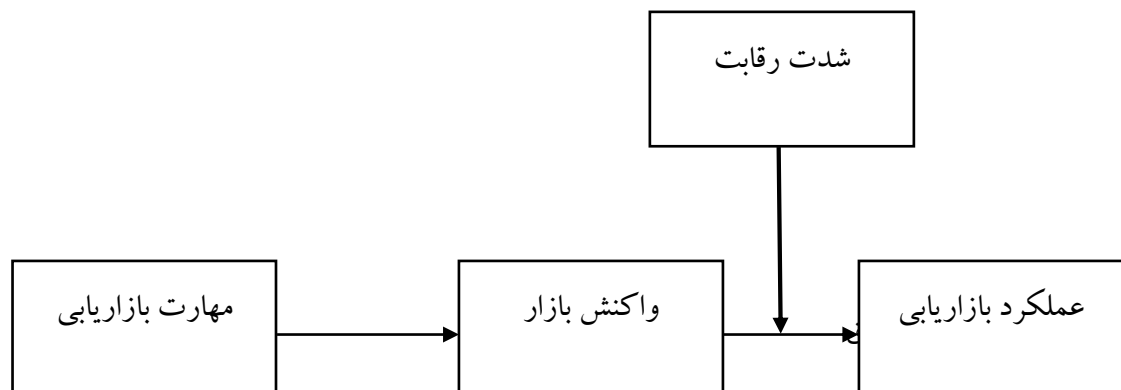 شدت رقابت
مهارت بازاریابی
واکنش بازار
عملکرد بازاریابی